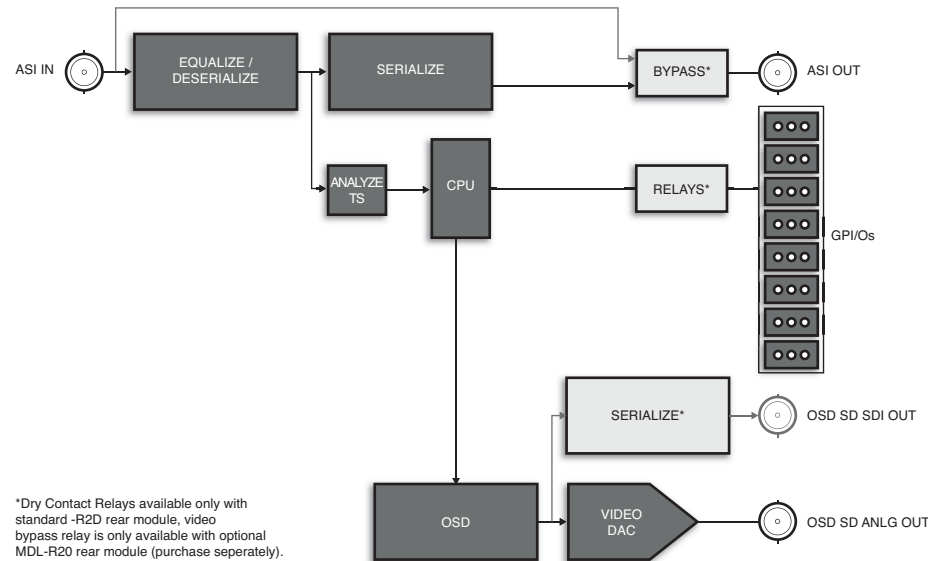 ASI IN
EQUALIZE /
DESERIALIZE
SERIALIZE
BYPASS*
ASI OUT
ANALYZE
TS
CPU
RELAYS*
GPI/Os
SERIALIZE*
OSD SD SDI OUT
OSD
VIDEO
DAC
OSD SD ANLG OUT
*Dry Contact Relays available only with
standard -R2D rear module, video
bypass relay is only available with optional
MDL-R20 rear module (purchase seperately).